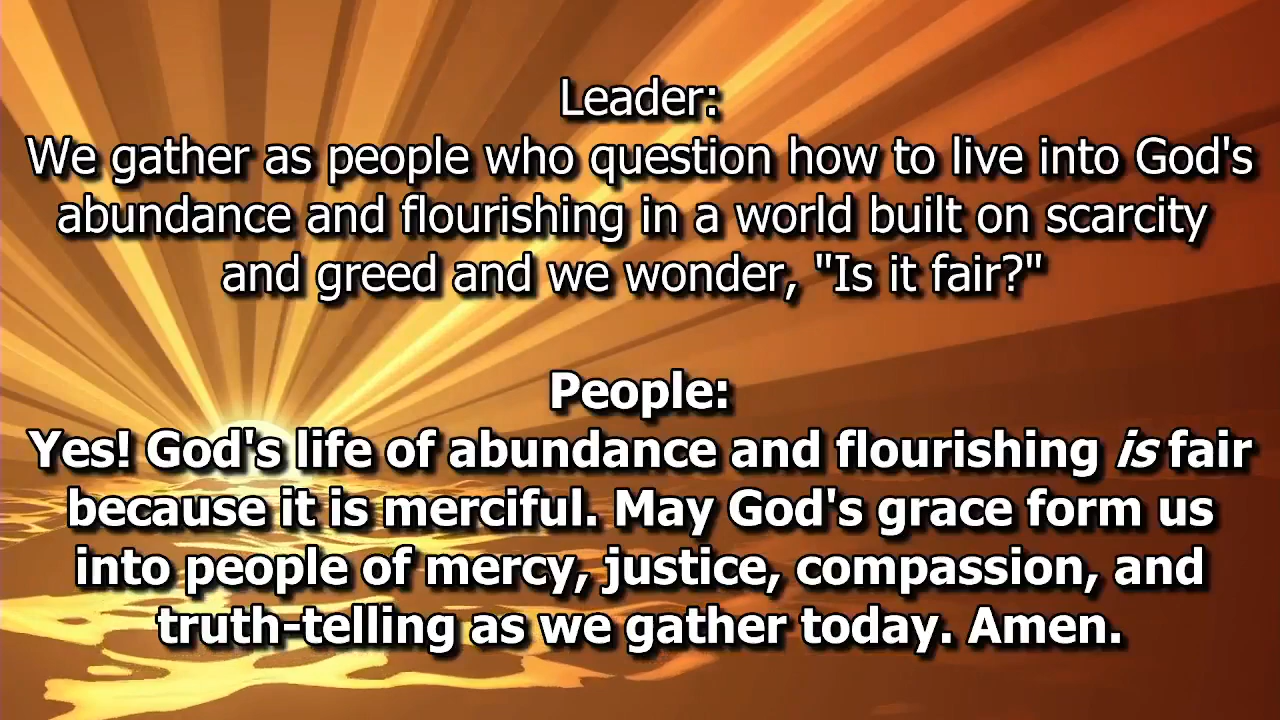 Leader:
We gather as people who question how to live into God's
abundance and flourishing in a world built on scarcity
and greed and we wonder, "Is it fair?"
People:
Yes! God's life of abundance and flourishing is fair
because it is merciful. May God's grace form us
into people of mercy, justice, compassion, and
truth-telling as we gather today. Amen.